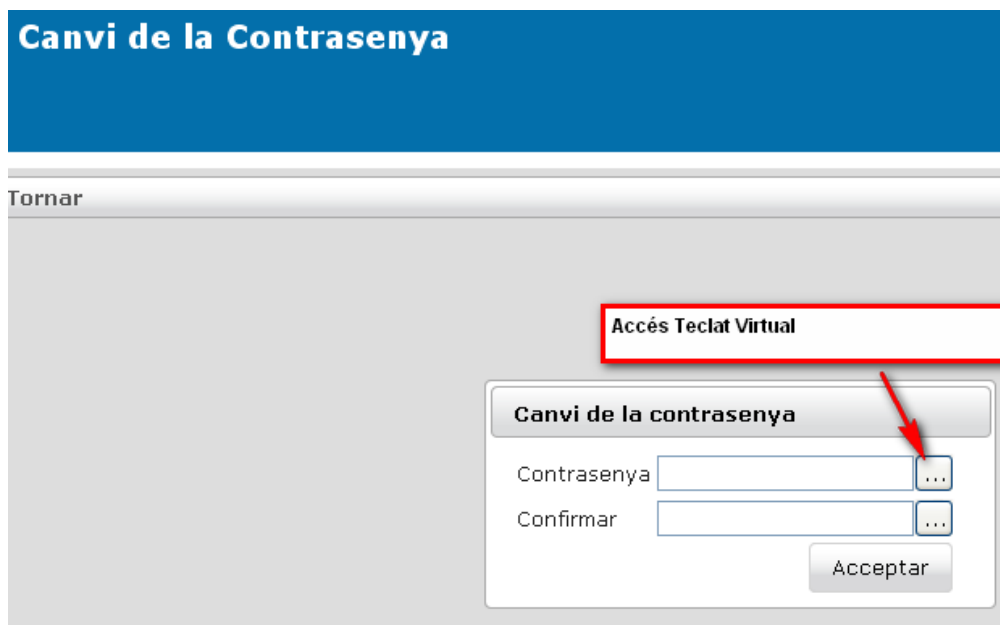 Canvi de la Contrasenya
Tornar
Accés Teclat Virtual
Canvi de la contrasenya
Contrasenya ...
Confirmar ...
Acceptar